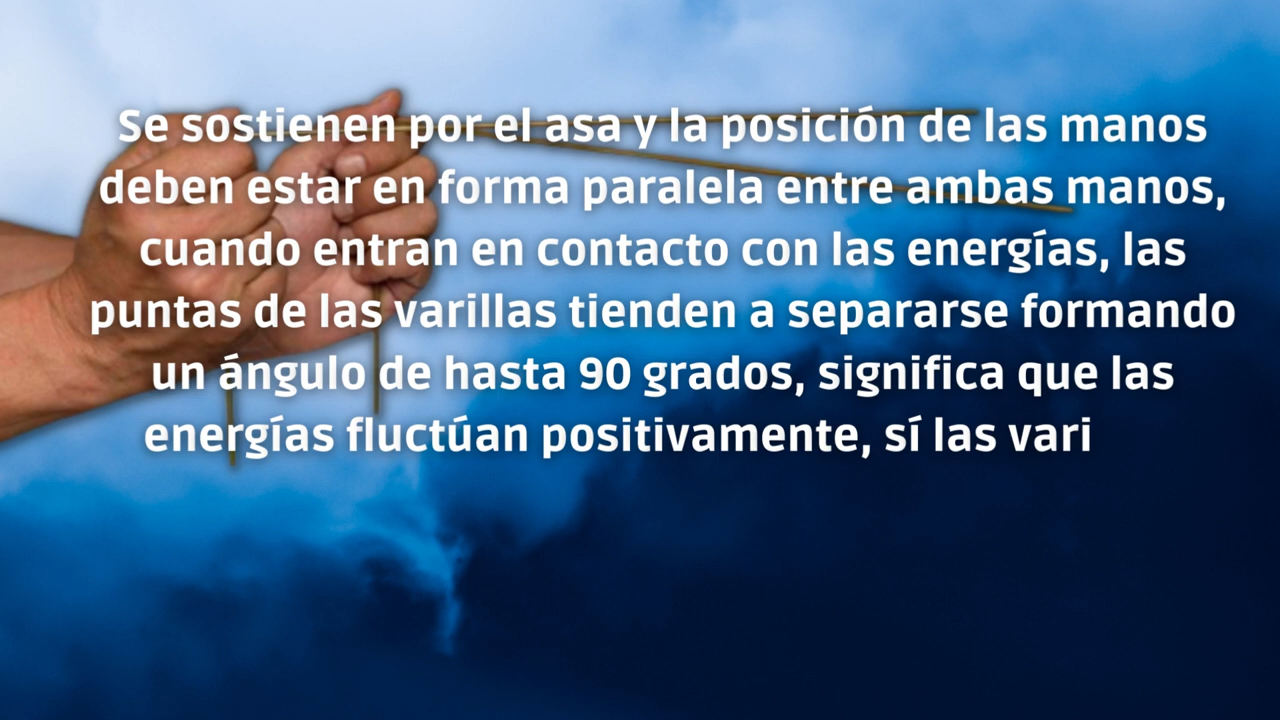 Se sostienen por el asa y la posición de las manos
deben estar en forma paralela entre ambas manos,
cuando entran en contacto con las energías, las
puntas de las varillas tienden a separarse formando
un ángulo de hasta 90 grados, significa que las
energías fluctúan positivamente, sí las vari